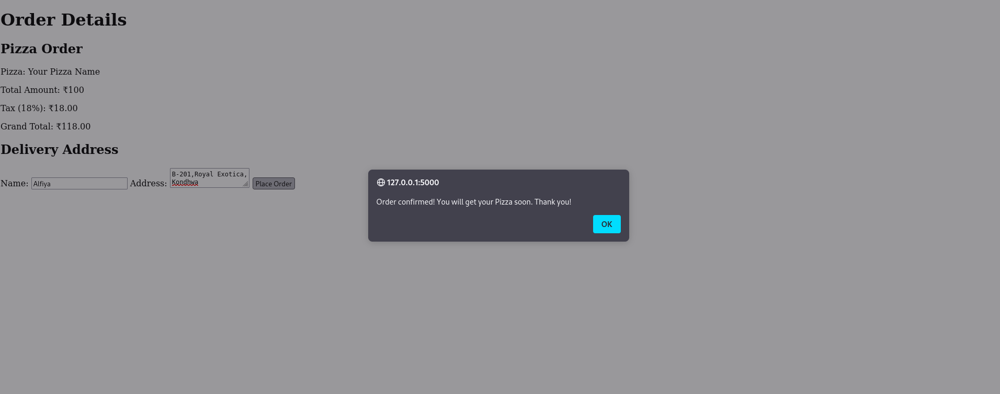 Order Details
Pizza Order
Pizza: Your Pizza Name
Total Amount: ₹100
Tax (18%): ₹18.00
Grand Total: ₹118.00
Delivery Address
Name: Alfiya Address: B-201,Royal Exotica,
Kondhwa
Place Order
127.0.0.1:5000
Order confirmed! You will get your Pizza soon. Thank you!
OK